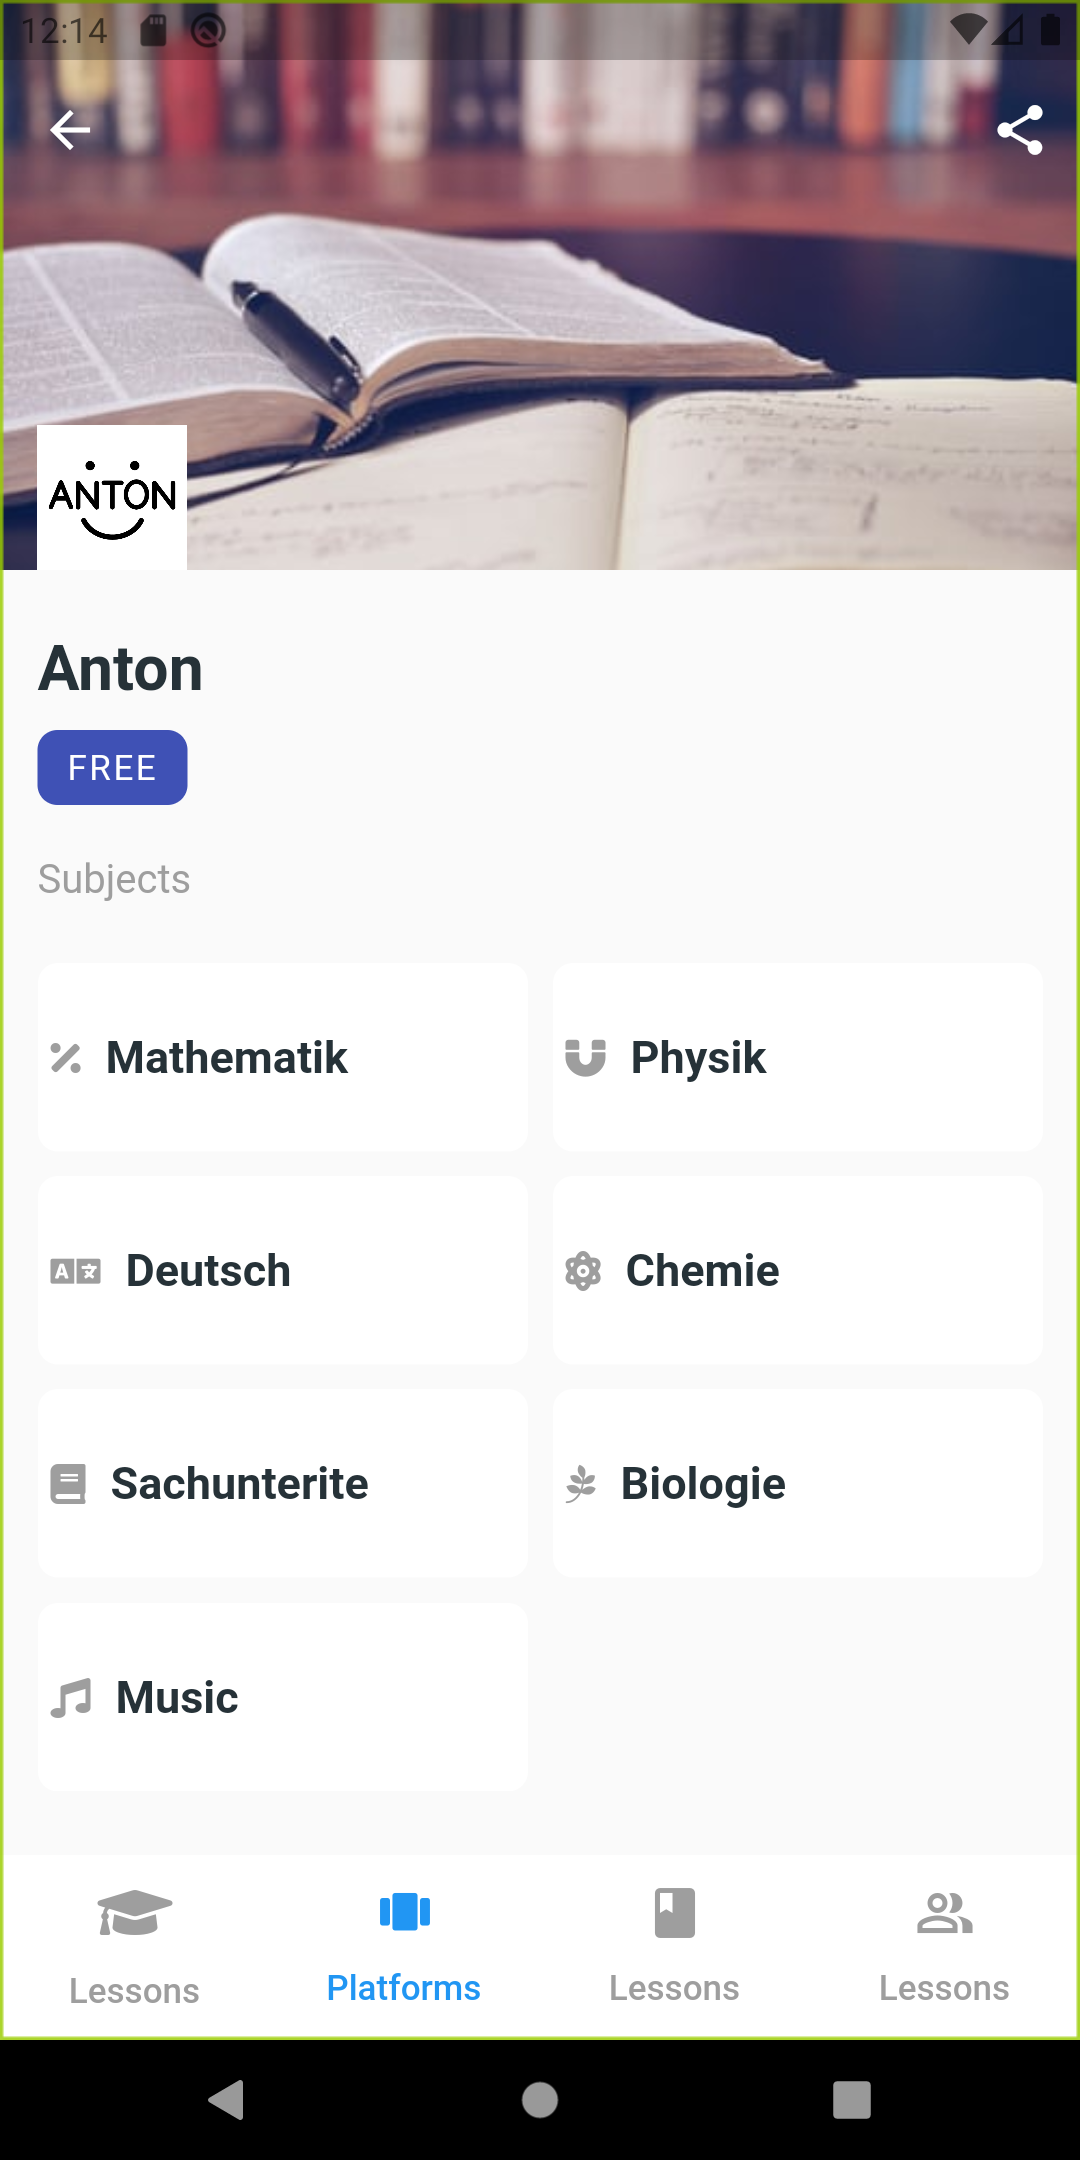 12:14
ANTON
Anton
FREE
Subjects
Mathematik
Physik
Deutsch
Chemie
Sachunterite
Biologie
Music
Lessons
Platforms
Lessons
Lessons